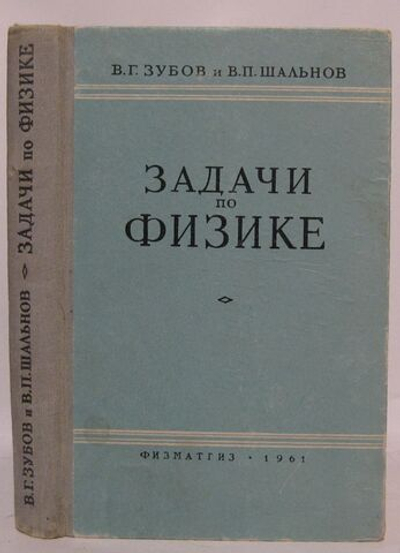 В.Г. ЗУБОВ и В.П. ШАЛЬНОВ
ЗАДАЧИ
ПО
ФИЗИКЕ
ФИЗМАТГИЗ • 1961
В.Г. ЗУБОВ и В.П. ШАЛЬНОВ ЗАДАЧИ по ФИЗИКЕ